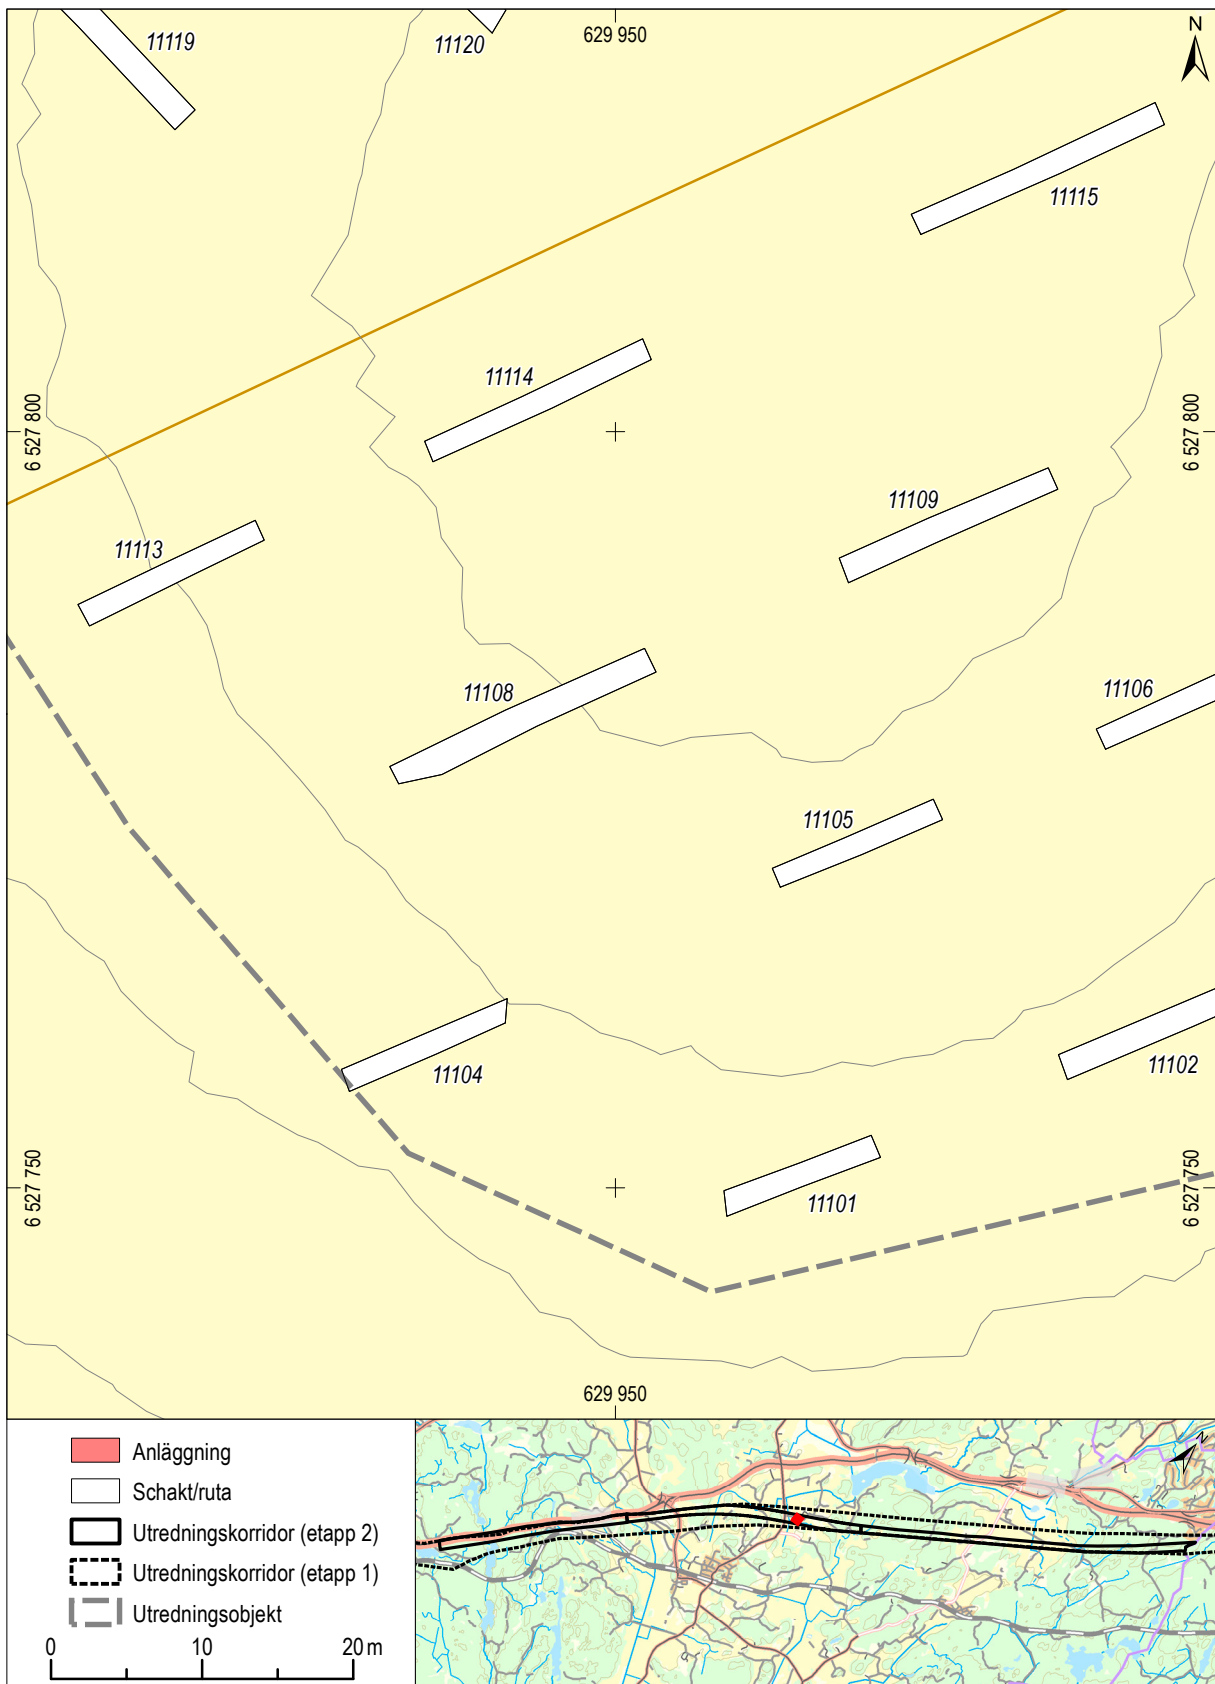 11119
11120
629 950
N
11115
11114
6 527 800
6 527 800
11109
11113
11108
11106
11105
11104
11102
11101
6 527 750
6 527 750
629 950
Anläggning
Schakt/ruta
Utredningskorridor (etapp 2)
Utredningskorridor (etapp 1)
Utredningsobjekt
0 10 20 m
N